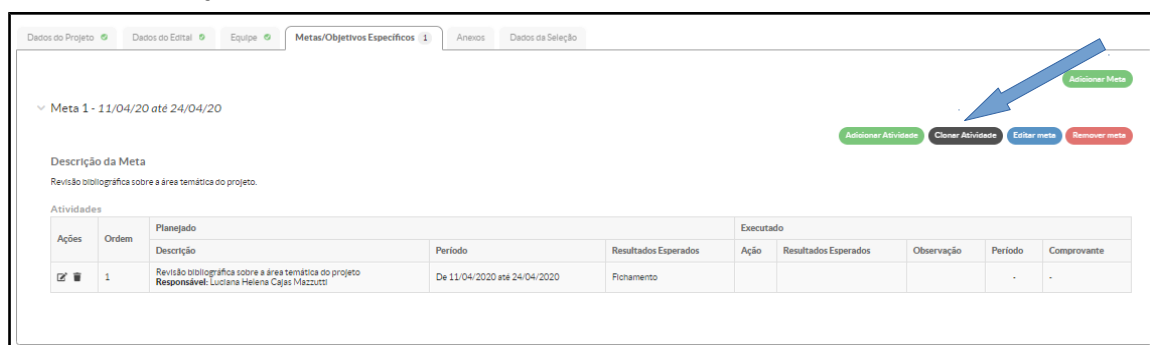 Dados do Projeto Dados do Edital Equipe Metas/Objetivos Específicos 1 Anexos Dados da Seleção
Adicionar Meta
Meta 1 - 11/04/20 até 24/04/20
Adicionar Atividade Clonar Atividade Editar meta Remover meta
Descrição da Meta
Revisão bibliográfica sobre a área temática do projeto.
Atividades
Ações Ordem Planejado Executado
Descrição Período Resultados Esperados Ação Resultados Esperados Observação Período Comprovante
1 Revisão bibliográfica sobre a área temática do projeto De 11/04/2020 até 24/04/2020 Fichamento - -
Responsável: Luciana Helena Cajas Mazzutti